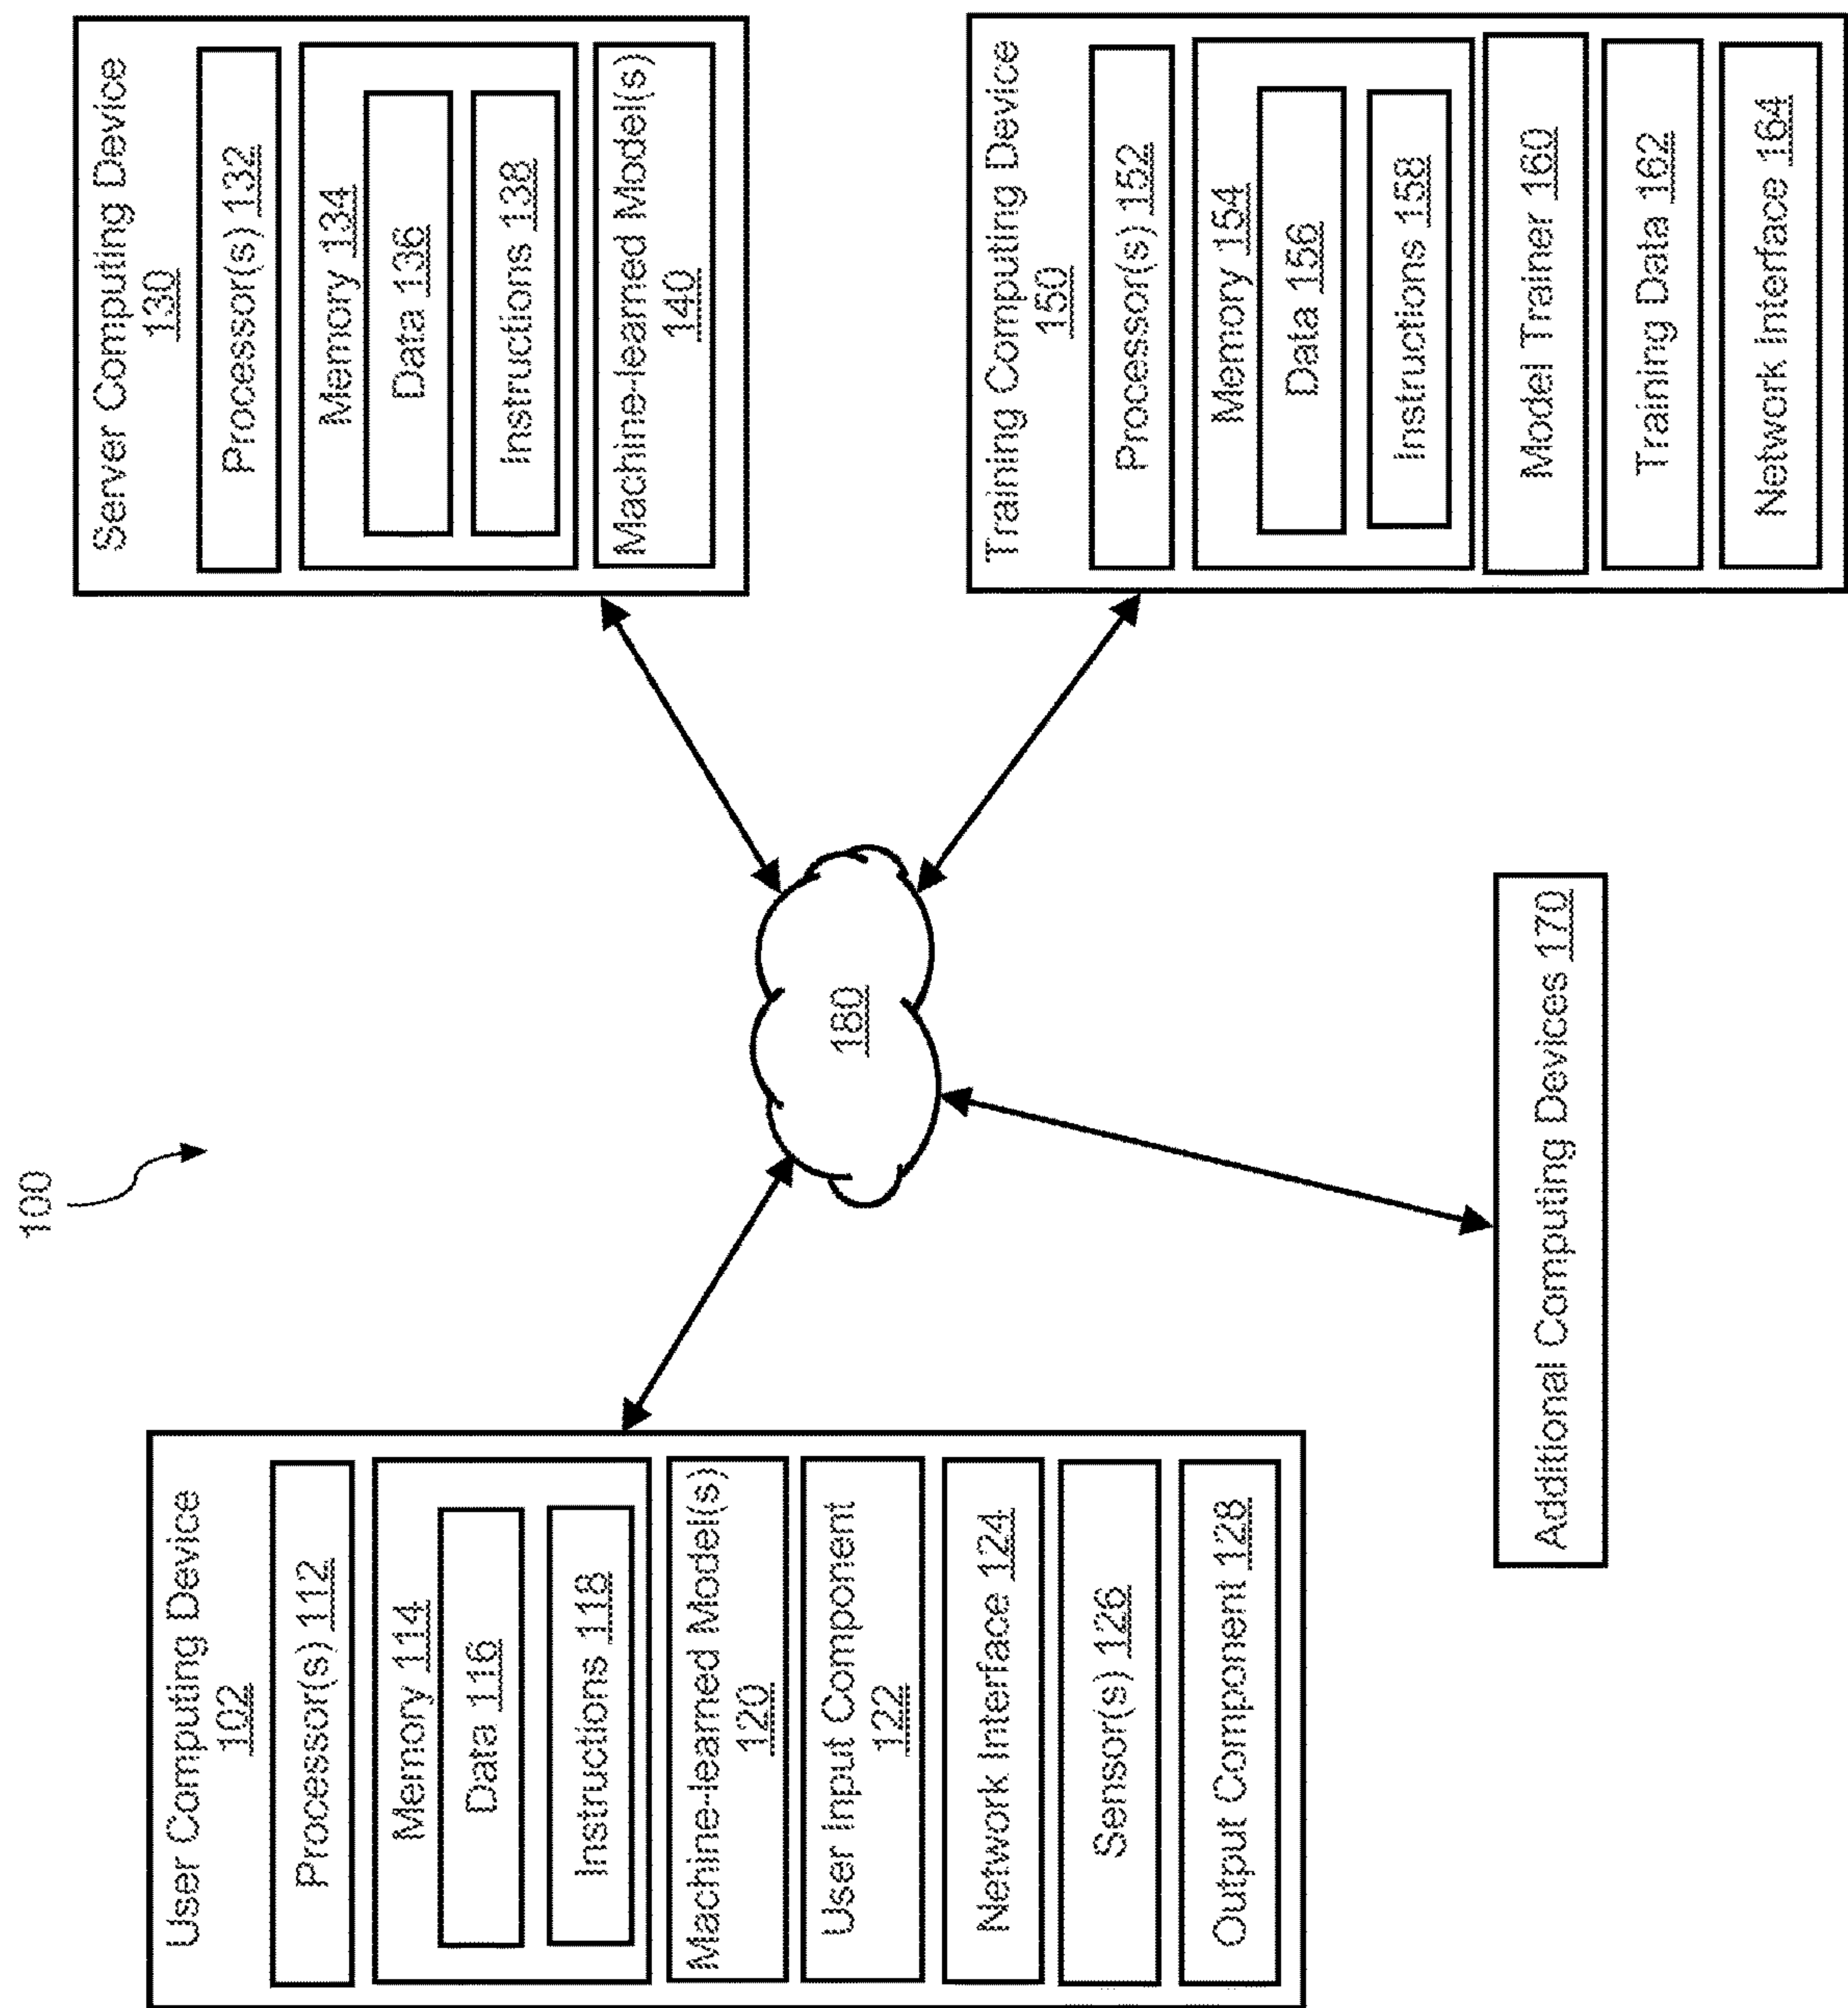 100
User Computing Device
102
Processor(s) 112
Memory 114
Data 116
Instructions 118
Machine-learned Model(s)
120
User Input Component
122
Network Interface 124
Sensor(s) 126
Output Component 128
180
Server Computing Device
130
Processor(s) 132
Memory 134
Data 136
Instructions 138
Machine-learned Model(s)
140
Training Computing Device
150
Processor(s) 152
Memory 154
Data 156
Instructions 158
Model Trainer 160
Training Data 162
Network Interface 164
Additional Computing Devices 170